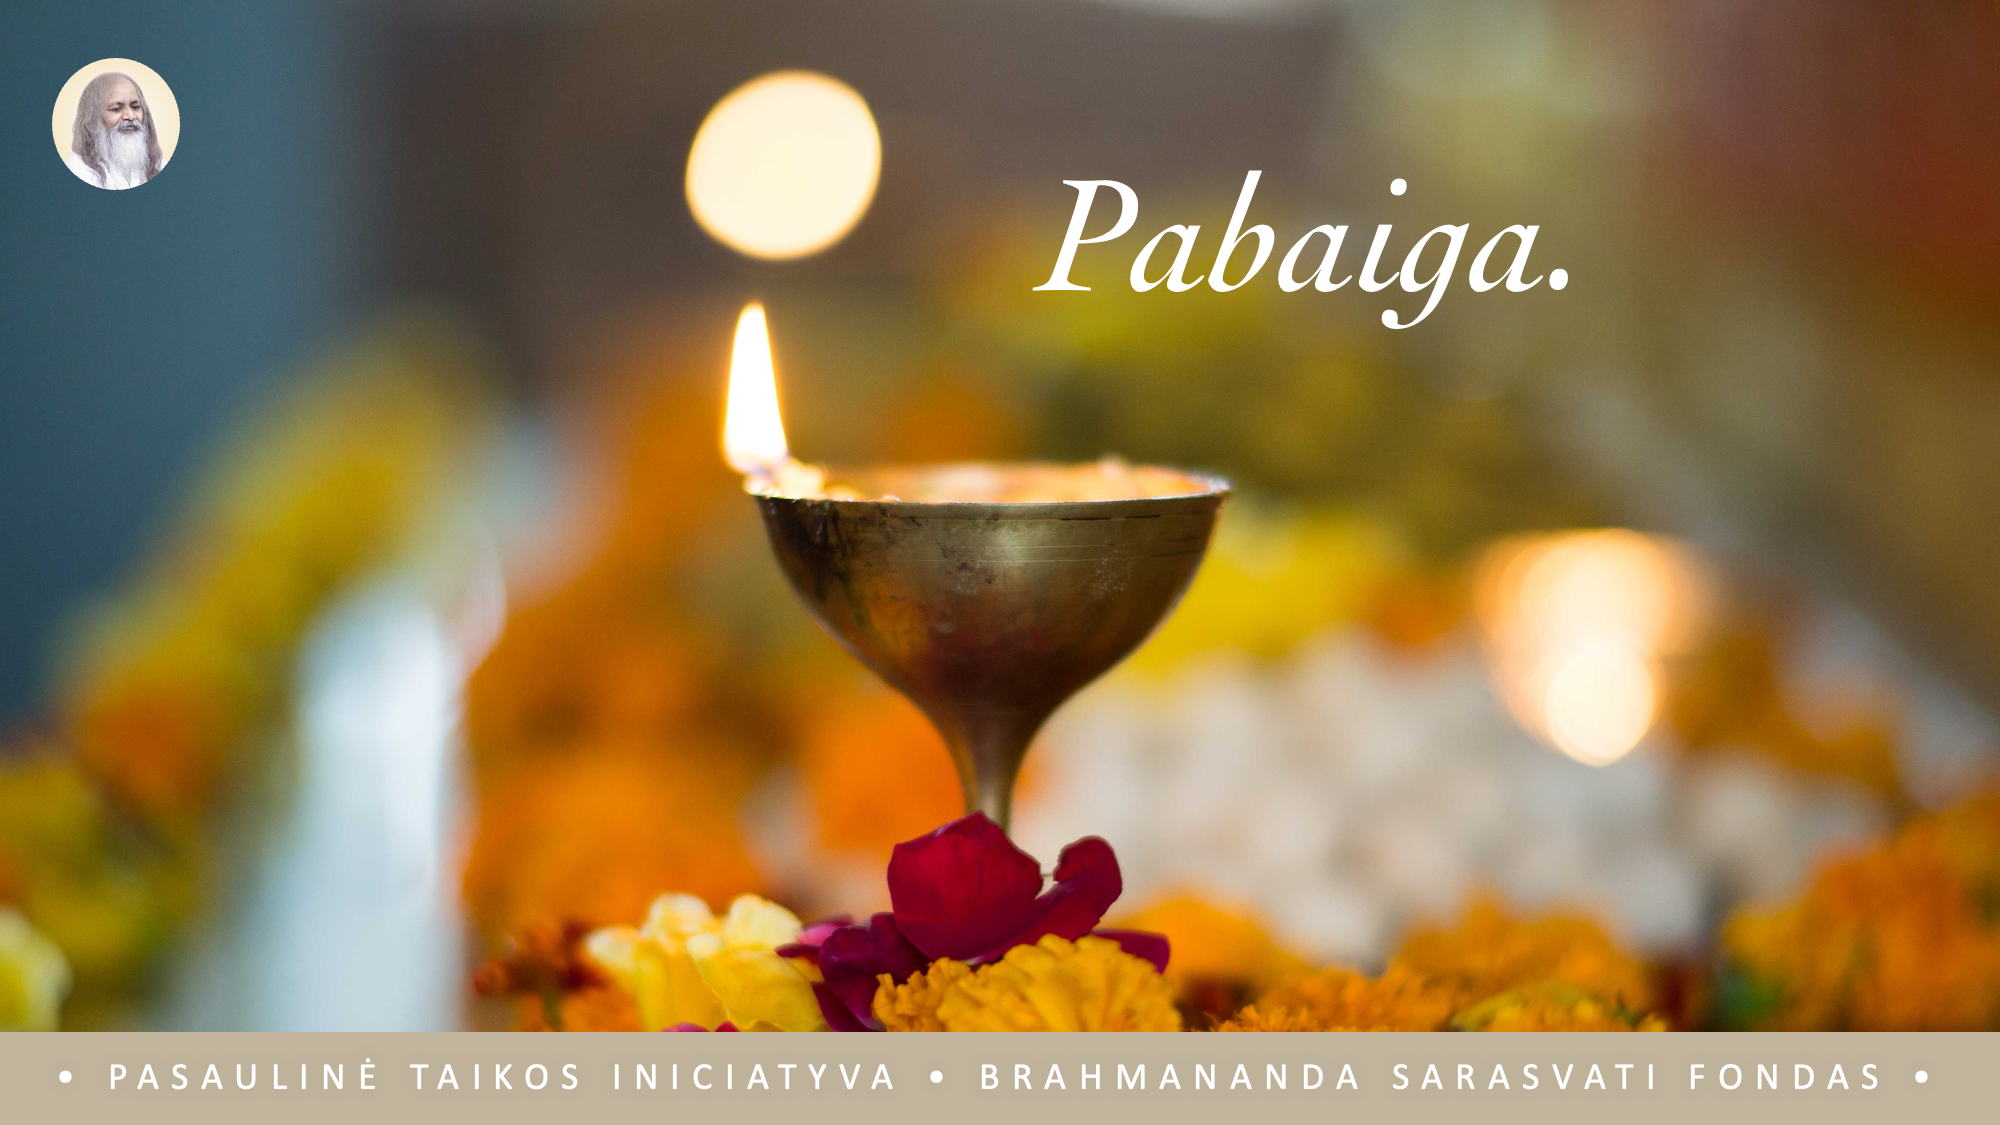 Pabaiga.
• PASAULINĖ TAIKOS INICIATYVA • BRAHMANANDA SARASVATI FONDAS •